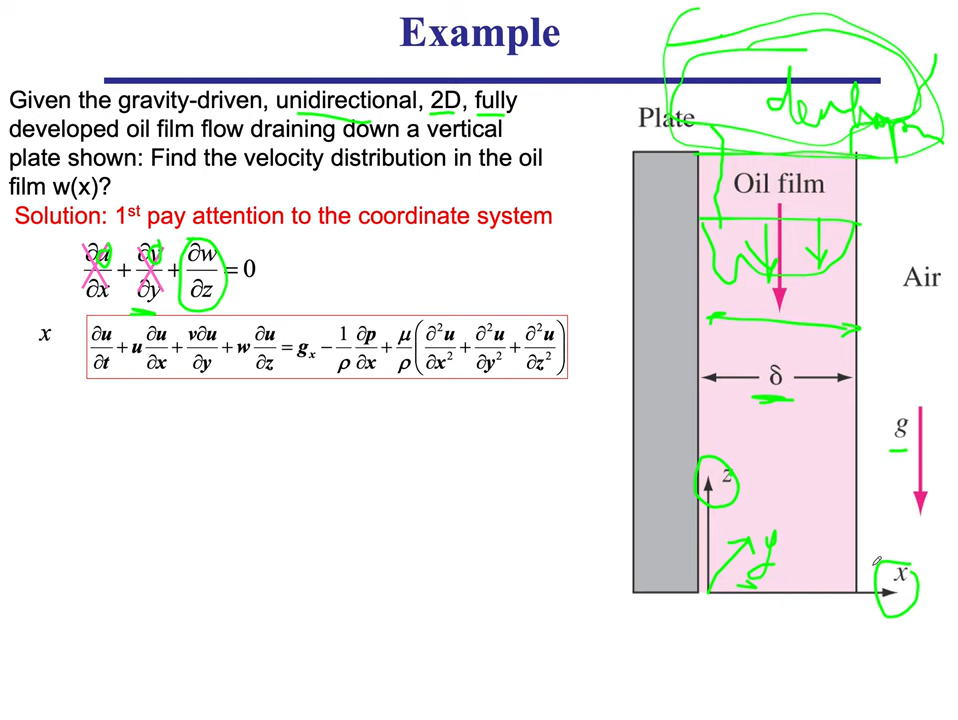 Example
Given the gravity-driven, unidirectional, 2D, fully
developed oil film flow draining down a vertical
plate shown: Find the velocity distribution in the oil
film w(x)?
Solution: 1st pay attention to the coordinate system
∂u/∂x + ∂v/∂y + ∂w/∂z = 0
x ∂u/∂t + u ∂u/∂x + v∂u/∂y + w ∂u/∂z = gₓ − 1/ρ ∂p/∂x + μ/ρ (∂²u/∂x² + ∂²u/∂y² + ∂²u/∂z²)
Plate
Oil film
Air
δ
g
z
y
x